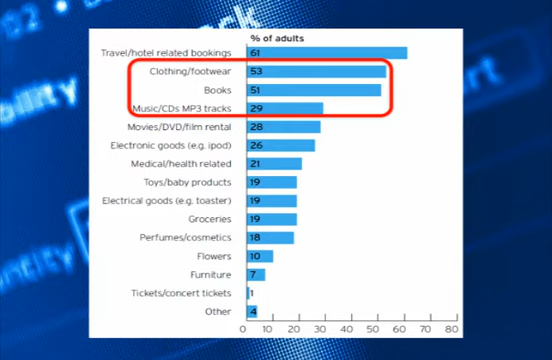 % of adults
Travel/hotel related bookings 61
Clothing/footwear 53
Books 51
Music/CDs MP3 tracks 29
Movies/DVD/film rental 28
Electronic goods (e.g. ipod) 26
Medical/health related 21
Toys/baby products 19
Electrical goods (e.g. toaster) 19
Groceries 19
Perfumes/cosmetics 18
Flowers 10
Furniture 7
Tickets/concert tickets 1
Other 4
0 10 20 30 40 50 60 70 80